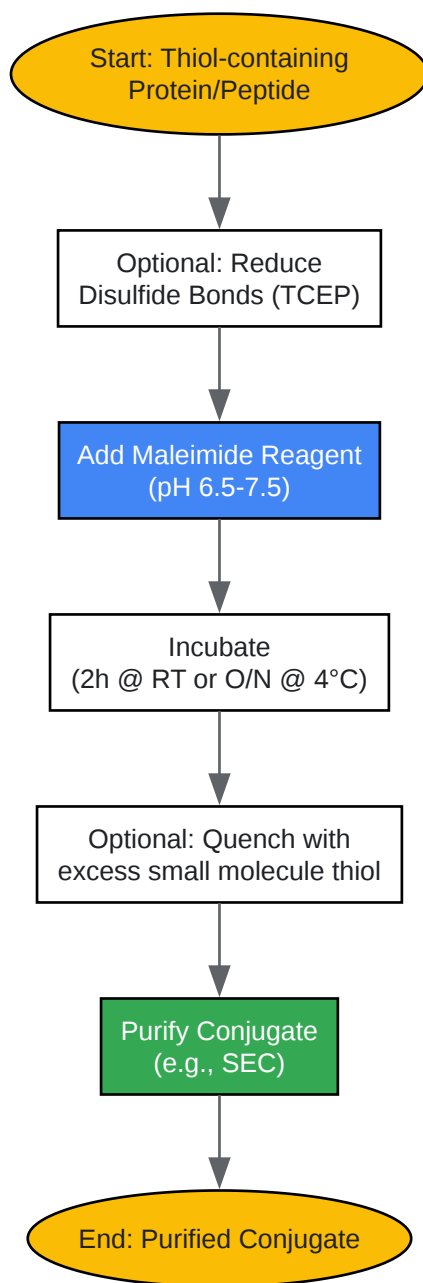 Start: Thiol-containing
Protein/Peptide
Optional: Reduce
Disulfide Bonds (TCEP)
Add Maleimide Reagent
(pH 6.5-7.5)
Incubate
(2h @ RT or O/N @ 4°C)
Optional: Quench with
excess small molecule thiol
Purify Conjugate
(e.g., SEC)
End: Purified Conjugate